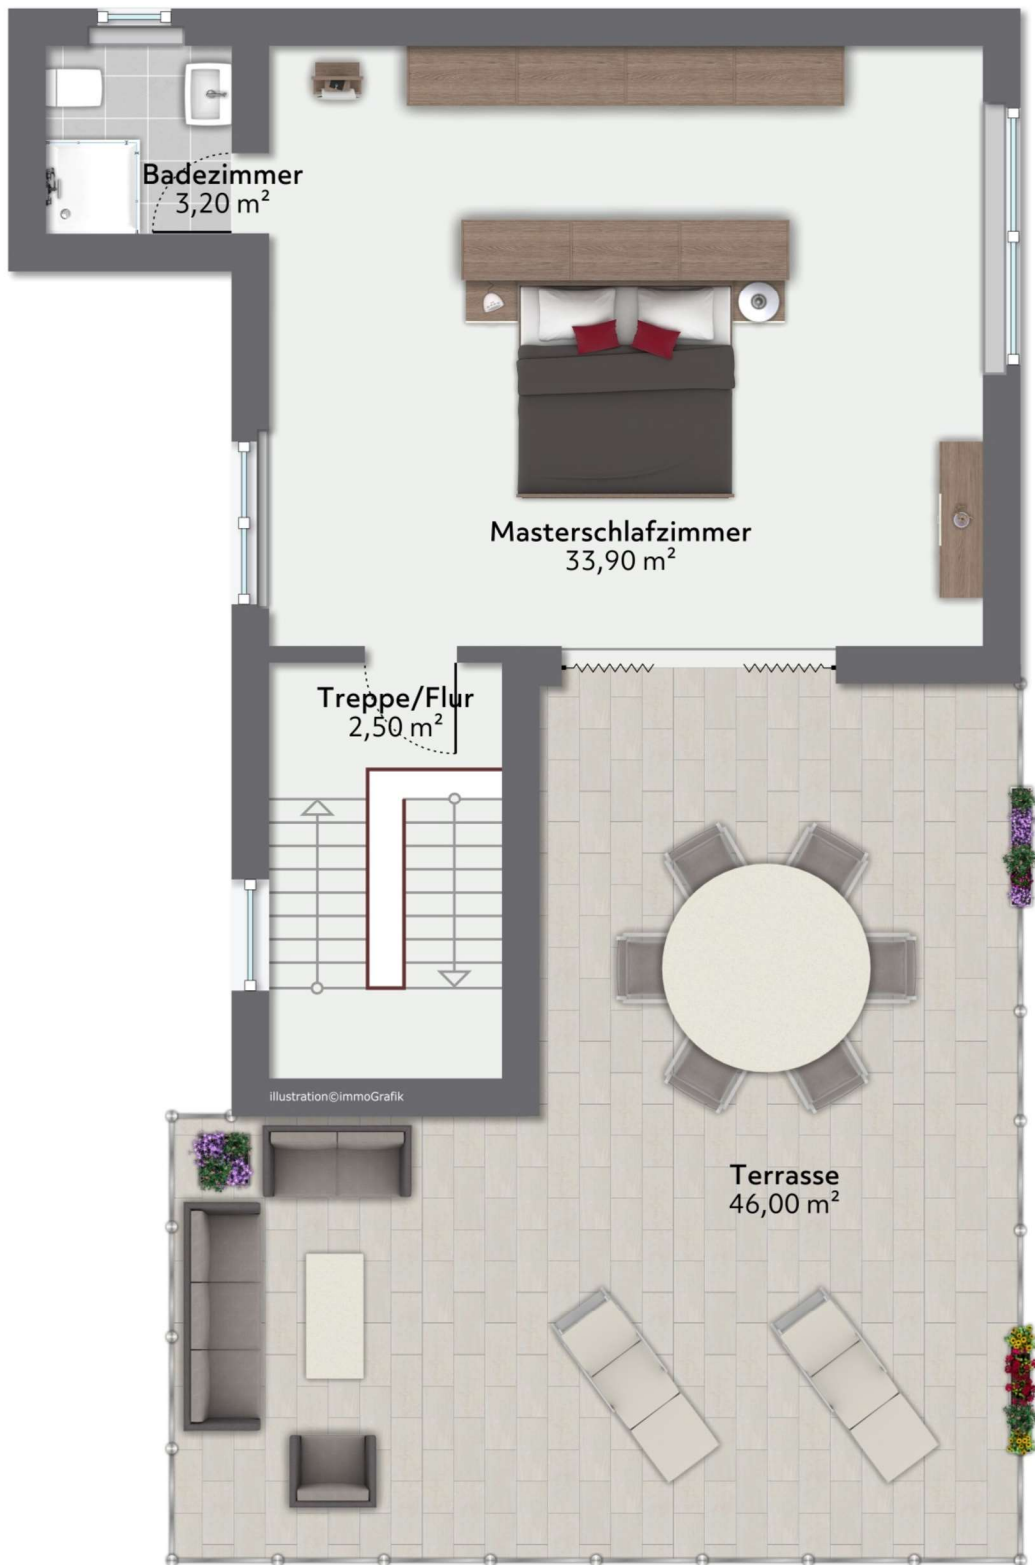 Badezimmer
3,20 m²
Masterschlafzimmer
33,90 m²
Treppe/Flur
2,50 m²
illustration©immoGrafik
Terrasse
46,00 m²